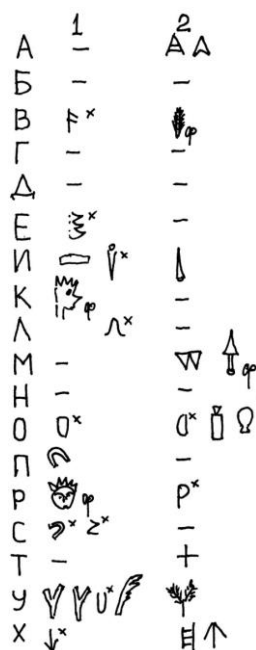 1 2
А –
Б – –
В × ф
Г – –
Д – –
Е × –
И ×
К ф –
Л × –
М – ф
Н – –
О × ×
П –
Р ф Р×
С × × –
Т – +
У ×
Х ×